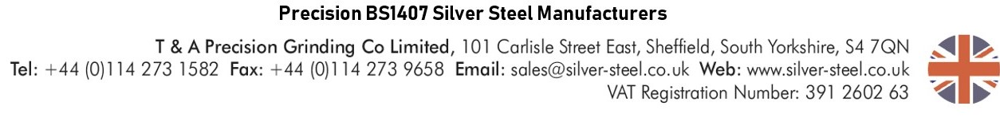 Precision BS1407 Silver Steel Manufacturers
T & A Precision Grinding Co Limited, 101 Carlisle Street East, Sheffield, South Yorkshire, S4 7QN
Tel: +44 (0)114 273 1582 Fax: +44 (0)114 273 9658 Email: sales@silver-steel.co.uk Web: www.silver-steel.co.uk
VAT Registration Number: 391 2602 63